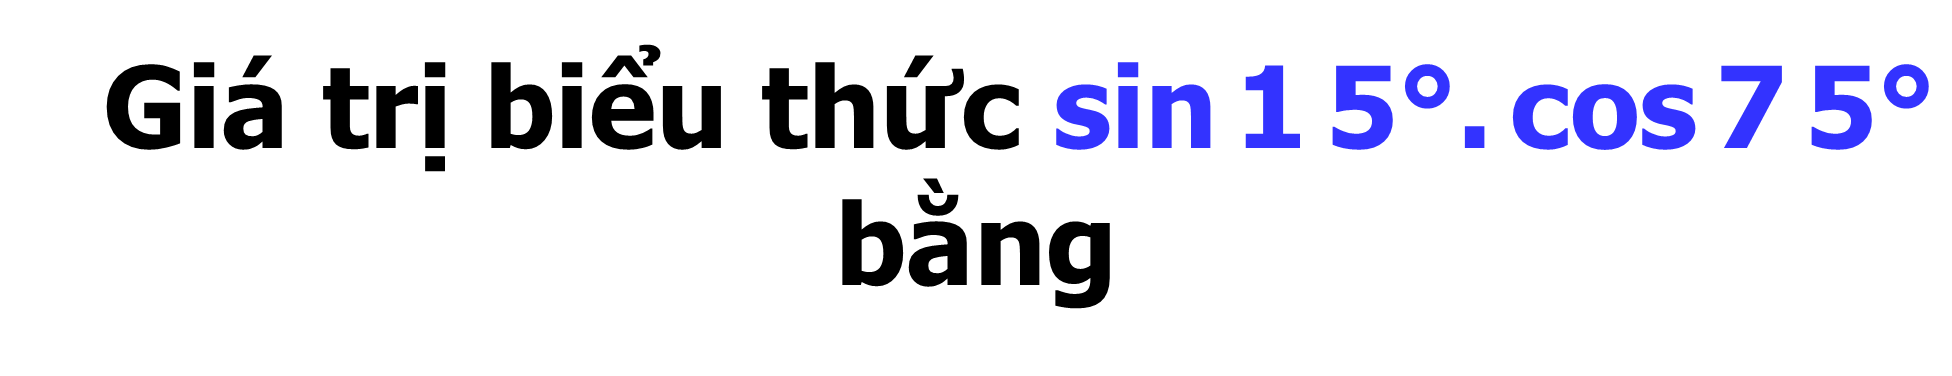 Giá trị biểu thức sin 15°. cos 75°
bằng